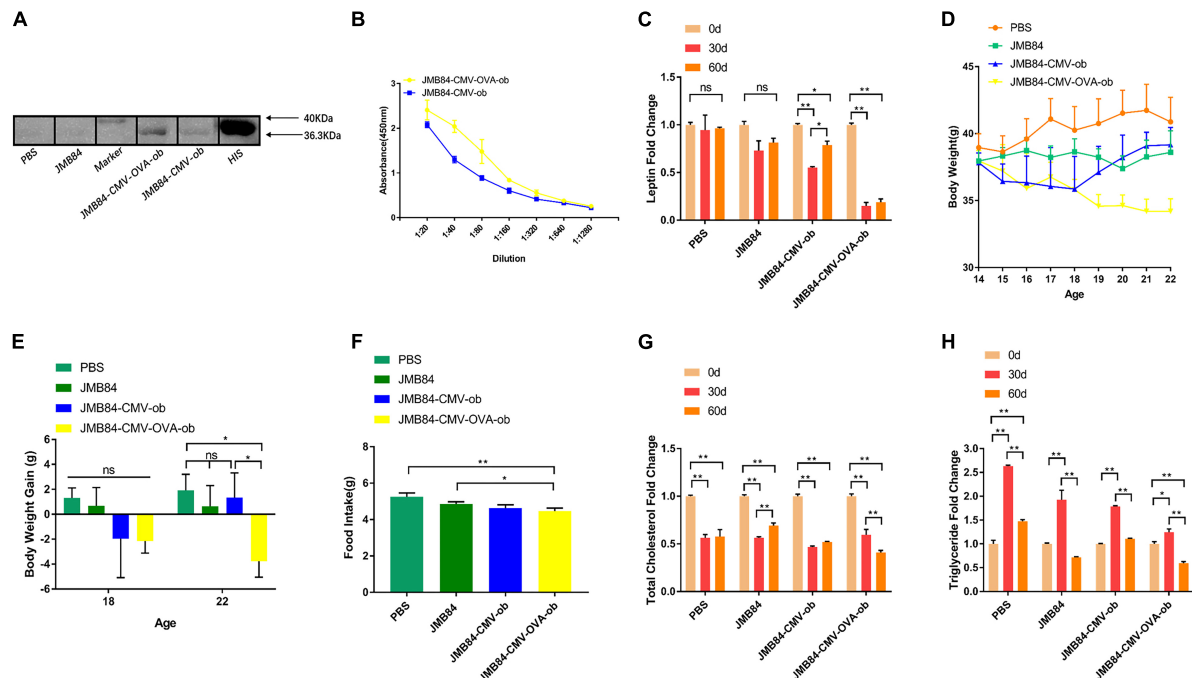 A
40KDa
36.3KDa
PBS
JMB84
Marker
JMB84-CMV-OVA-ob
JMB84-CMV-ob
HIS
B
JMB84-CMV-OVA-ob
JMB84-CMV-ob
Absorbance(450nm)
3
2
1
0
1:20
1:40
1:80
1:160
1:320
1:640
1:1280
Dilution
C
0d
30d
60d
Leptin Fold Change
1.5
1.0
0.5
0.0
ns
ns
*
**
*
**
**
PBS
JMB84
JMB84-CMV-ob
JMB84-CMV-OVA-ob
D
PBS
JMB84
JMB84-CMV-ob
JMB84-CMV-OVA-ob
Body Weight(g)
45
40
35
30
14 15 16 17 18 19 20 21 22
Age
E
PBS
JMB84
JMB84-CMV-ob
JMB84-CMV-OVA-ob
Body Weight Gain (g)
6
4
2
0
-2
-4
-6
ns
*
ns
*
18
22
Age
F
PBS
JMB84
JMB84-CMV-ob
JMB84-CMV-OVA-ob
Food Intake(g)
8
6
4
2
0
**
*
PBS
JMB84
JMB84-CMV-ob
JMB84-CMV-OVA-ob
G
0d
30d
60d
Total Cholesterol Fold Change
1.5
1.0
0.5
0.0
**
**
**
**
**
**
**
**
**
**
PBS
JMB84
JMB84-CMV-ob
JMB84-CMV-OVA-ob
H
0d
30d
60d
Triglyceride Fold Change
3.0
2.5
2.0
1.5
1.0
0.5
0.0
**
**
**
**
**
**
**
**
*
**
PBS
JMB84
JMB84-CMV-ob
JMB84-CMV-OVA-ob